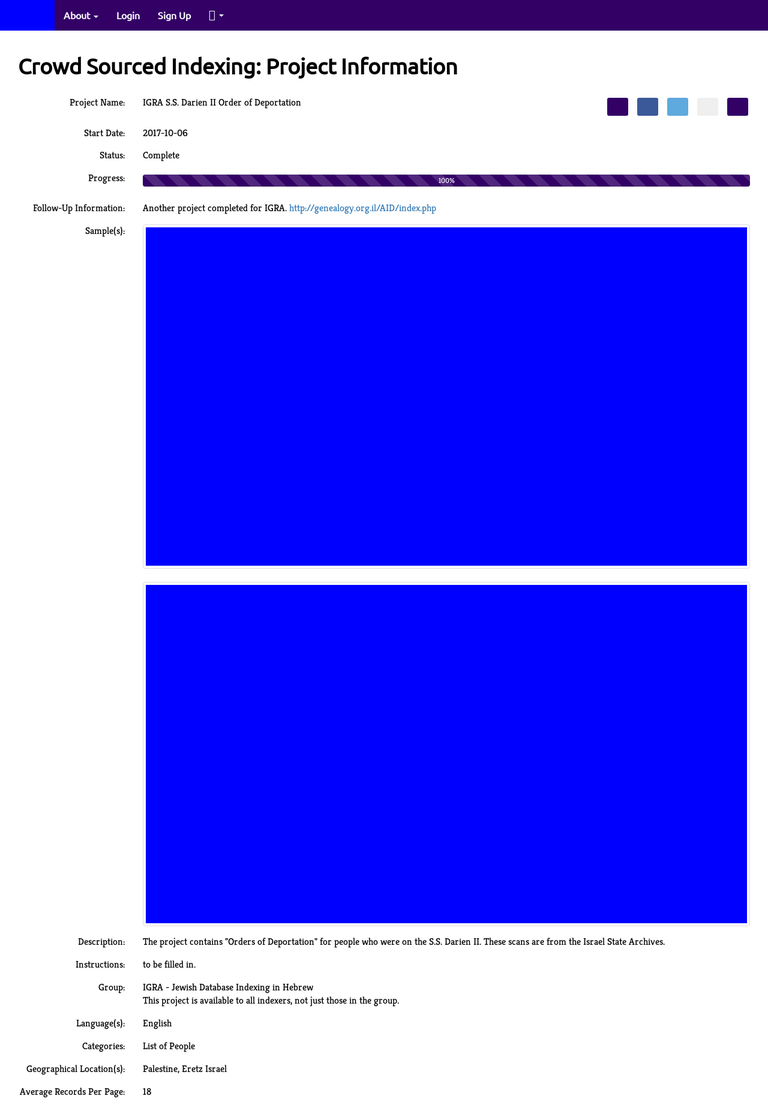 About
Login
Sign Up
Crowd Sourced Indexing: Project Information
Project Name: IGRA S.S. Darien II Order of Deportation
Start Date: 2017-10-06
Status: Complete
Progress: 100%
Follow-Up Information: Another project completed for IGRA. http://genealogy.org.il/AID/index.php
Sample(s):
Description: The project contains "Orders of Deportation" for people who were on the S.S. Darien II. These scans are from the Israel State Archives.
Instructions: to be filled in.
Group: IGRA - Jewish Database Indexing in Hebrew
This project is available to all indexers, not just those in the group.
Language(s): English
Categories: List of People
Geographical Location(s): Palestine, Eretz Israel
Average Records Per Page: 18